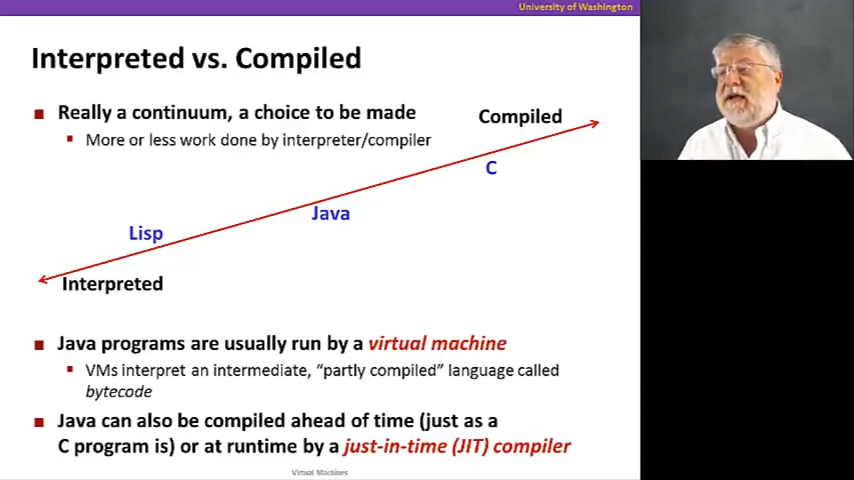 University of Washington
Interpreted vs. Compiled
Really a continuum, a choice to be made
More or less work done by interpreter/compiler
Compiled
C
Java
Lisp
Interpreted
Java programs are usually run by a virtual machine
VMs interpret an intermediate, “partly compiled” language called
bytecode
Java can also be compiled ahead of time (just as a
C program is) or at runtime by a just-in-time (JIT) compiler
Virtual Machines